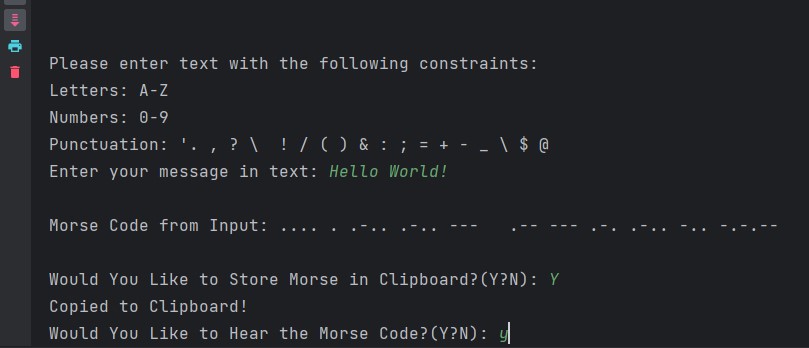 Please enter text with the following constraints:
Letters: A-Z
Numbers: 0-9
Punctuation: '. , ? \  ! / ( ) & : ; = + - _ \ $ @
Enter your message in text: Hello World!
Morse Code from Input: .... . .-.. .-.. ---   .-- --- .-. .-.. -.. -.-.--
Would You Like to Store Morse in Clipboard?(Y?N): Y
Copied to Clipboard!
Would You Like to Hear the Morse Code?(Y?N): y